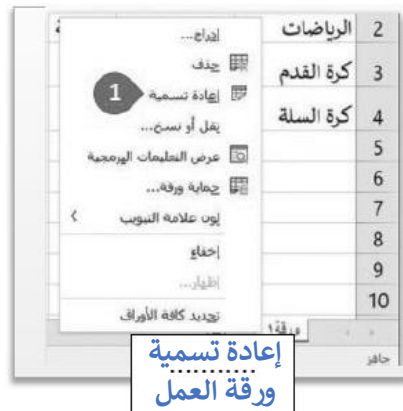 إدراج...
حذف
إعادة تسمية
1
نقل أو نسخ...
عرض التعليمات البرمجية
حماية ورقة...
لون علامة التبويب
إخفاء
إظهار...
تحديد كافة الأوراق
2 الرياضات
3 كرة القدم
4 كرة السلة
5
6
7
8
9
10
ورقة1
جاهز
إعادة تسمية
...........
ورقة العمل